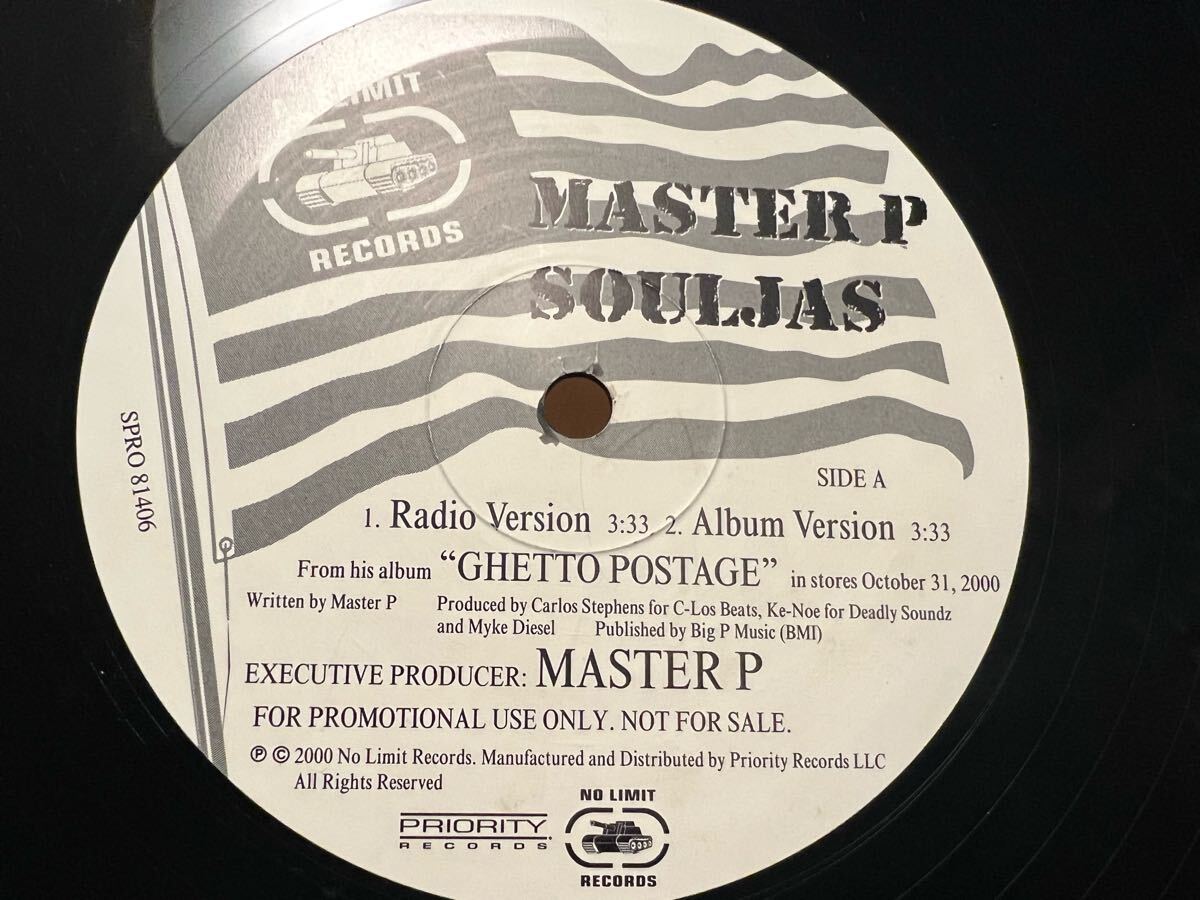 LIMIT
RECORDS
MASTER P
SOULJAS
SPRO 81406
SIDE A
1. Radio Version 3:33 2. Album Version 3:33
From his album “GHETTO POSTAGE” in stores October 31, 2000
Written by Master P Produced by Carlos Stephens for C-Los Beats, Ke-Noe for Deadly Soundz
and Myke Diesel Published by Big P Music (BMI)
EXECUTIVE PRODUCER: MASTER P
FOR PROMOTIONAL USE ONLY. NOT FOR SALE.
℗ © 2000 No Limit Records. Manufactured and Distributed by Priority Records LLC
All Rights Reserved
PRIORITY
RECORDS
NO LIMIT
RECORDS